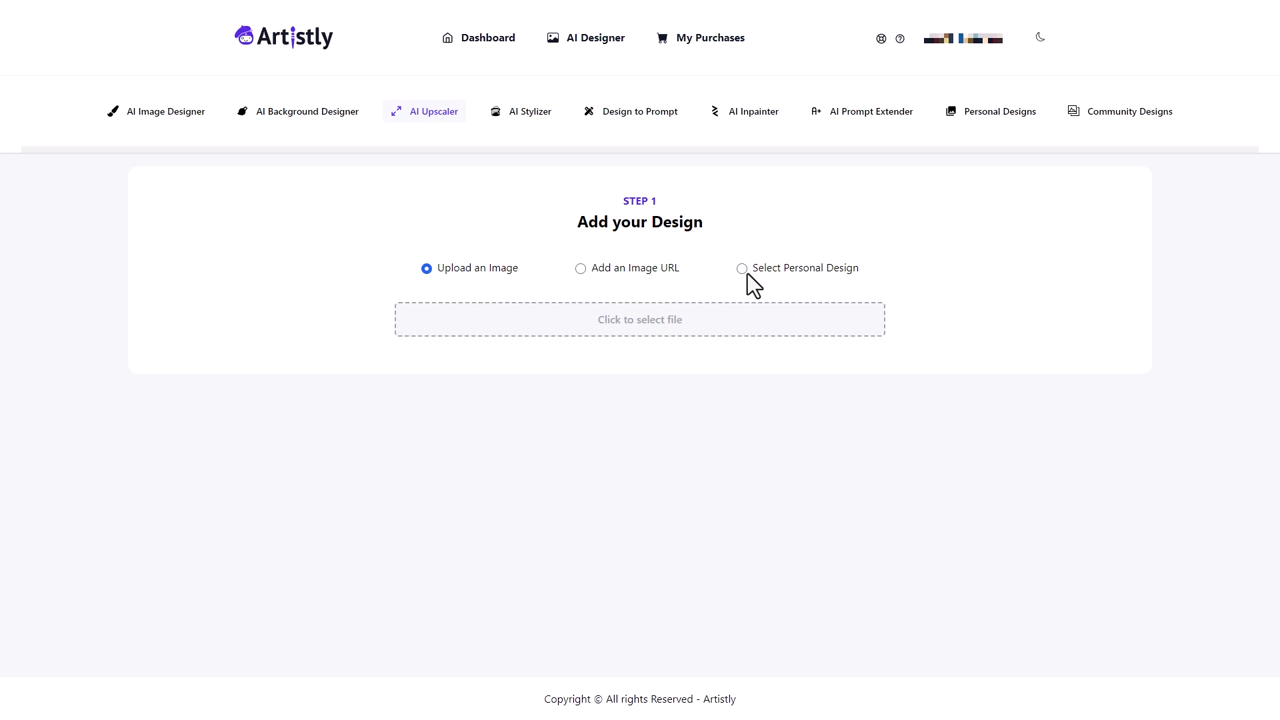 Artistly
Dashboard
AI Designer
My Purchases
AI Image Designer
AI Background Designer
AI Upscaler
AI Stylizer
Design to Prompt
AI Inpainter
A+ AI Prompt Extender
Personal Designs
Community Designs
STEP 1
Add your Design
Upload an Image
Add an Image URL
Select Personal Design
Click to select file
Copyright © All rights Reserved - Artistly